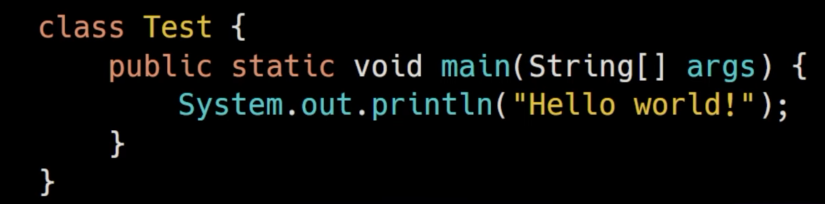 class Test {
    public static void main(String[] args) {
        System.out.println("Hello world!");
    }
}